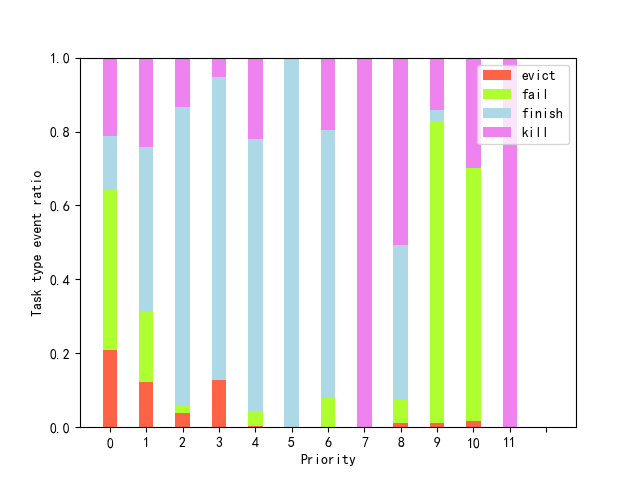 1.0
0.8
0.6
0.4
0.2
0.0
Task type event ratio
evict
fail
finish
kill
0 1 2 3 4 5 6 7 8 9 10 11
Priority